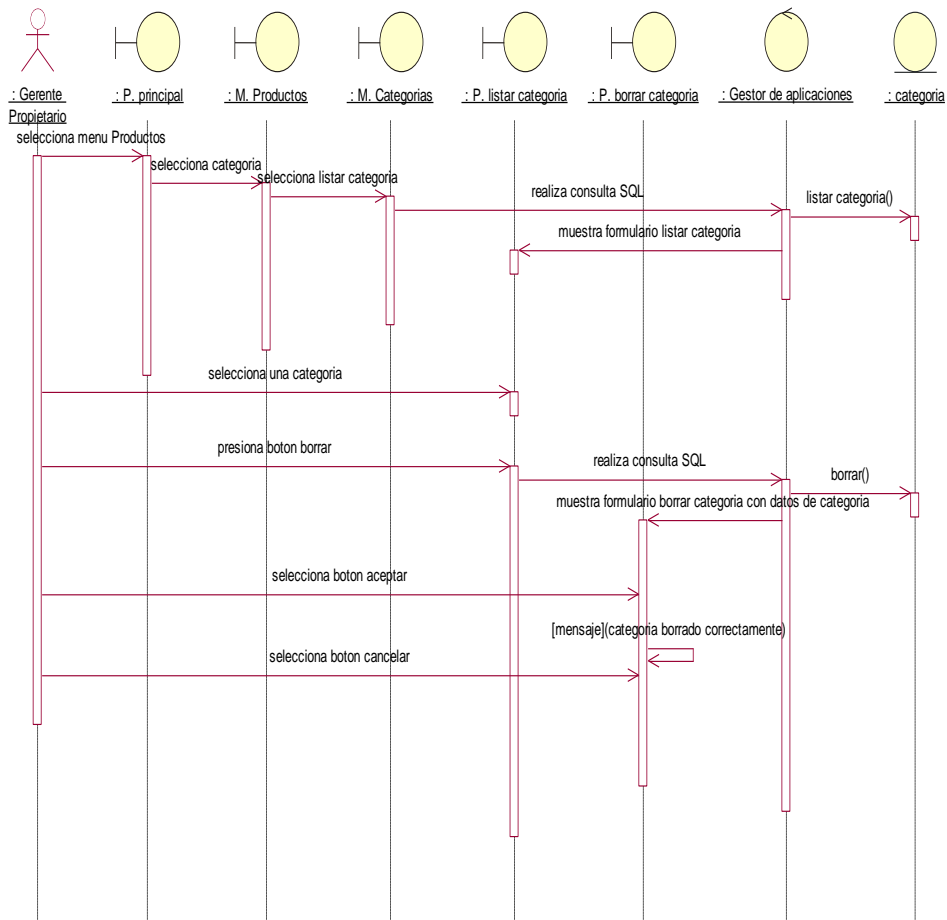 : Gerente
Propietario
: P. principal
: M. Productos
: M. Categorias
: P. listar categoria
: P. borrar categoria
: Gestor de aplicaciones
: categoria
selecciona menu Productos
selecciona categoria
selecciona listar categoria
realiza consulta SQL
listar categoria()
muestra formulario listar categoria
selecciona una categoria
presiona boton borrar
realiza consulta SQL
borrar()
muestra formulario borrar categoria con datos de categoria
selecciona boton aceptar
[mensaje](categoria borrado correctamente)
selecciona boton cancelar